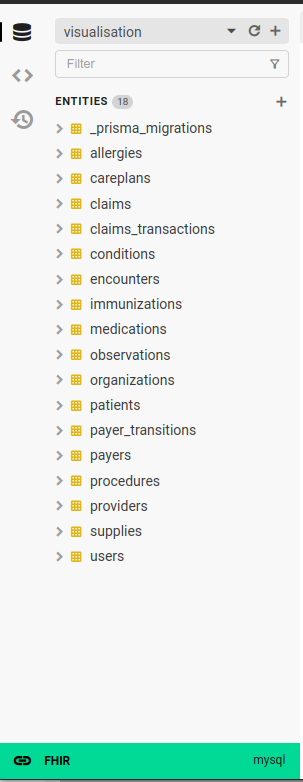 visualisation
Filter
ENTITIES 18
_prisma_migrations
allergies
careplans
claims
claims_transactions
conditions
encounters
immunizations
medications
observations
organizations
patients
payer_transitions
payers
procedures
providers
supplies
users
FHIR mysql